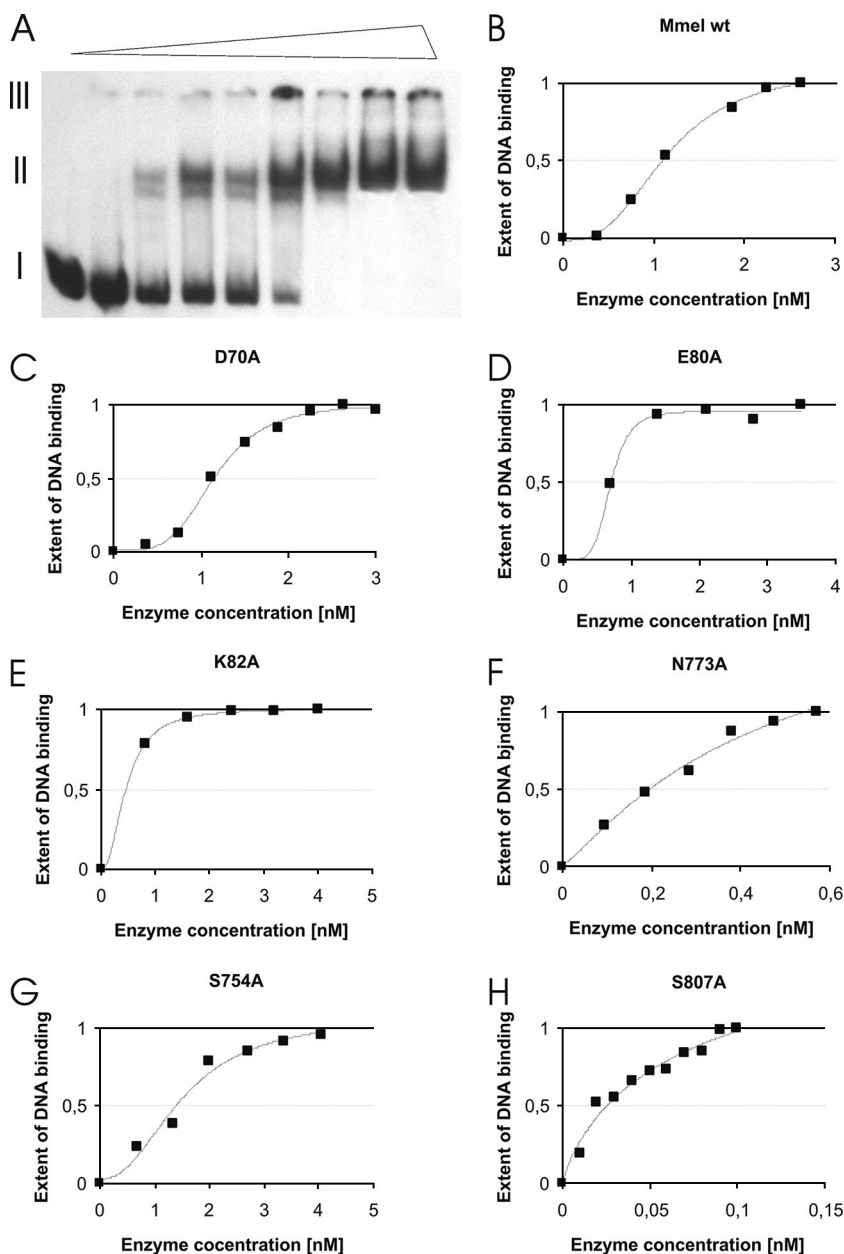 A
III
II
I
B
MmeI wt
Extent of DNA binding
1
0,5
0
0
1
2
3
Enzyme concentration [nM]
C
D70A
Extent of DNA binding
1
0,5
0
0
1
2
3
Enzyme concentration [nM]
D
E80A
Extent of DNA binding
1
0,5
0
0
1
2
3
4
Enzyme concentration [nM]
E
K82A
Extent of DNA binding
1
0,5
0
0
1
2
3
4
5
Enzyme concentration [nM]
F
N773A
Extent of DNA bjnding
1
0,5
0
0
0,2
0,4
0,6
Enzyme concentrantion [nM]
G
S754A
Extent of DNA binding
1
0,5
0
0
1
2
3
4
5
Enzyme cocentration [nM]
H
S807A
Extent of DNA binding
1
0,5
0
0
0,05
0,1
0,15
Enzyme concentration [nM]